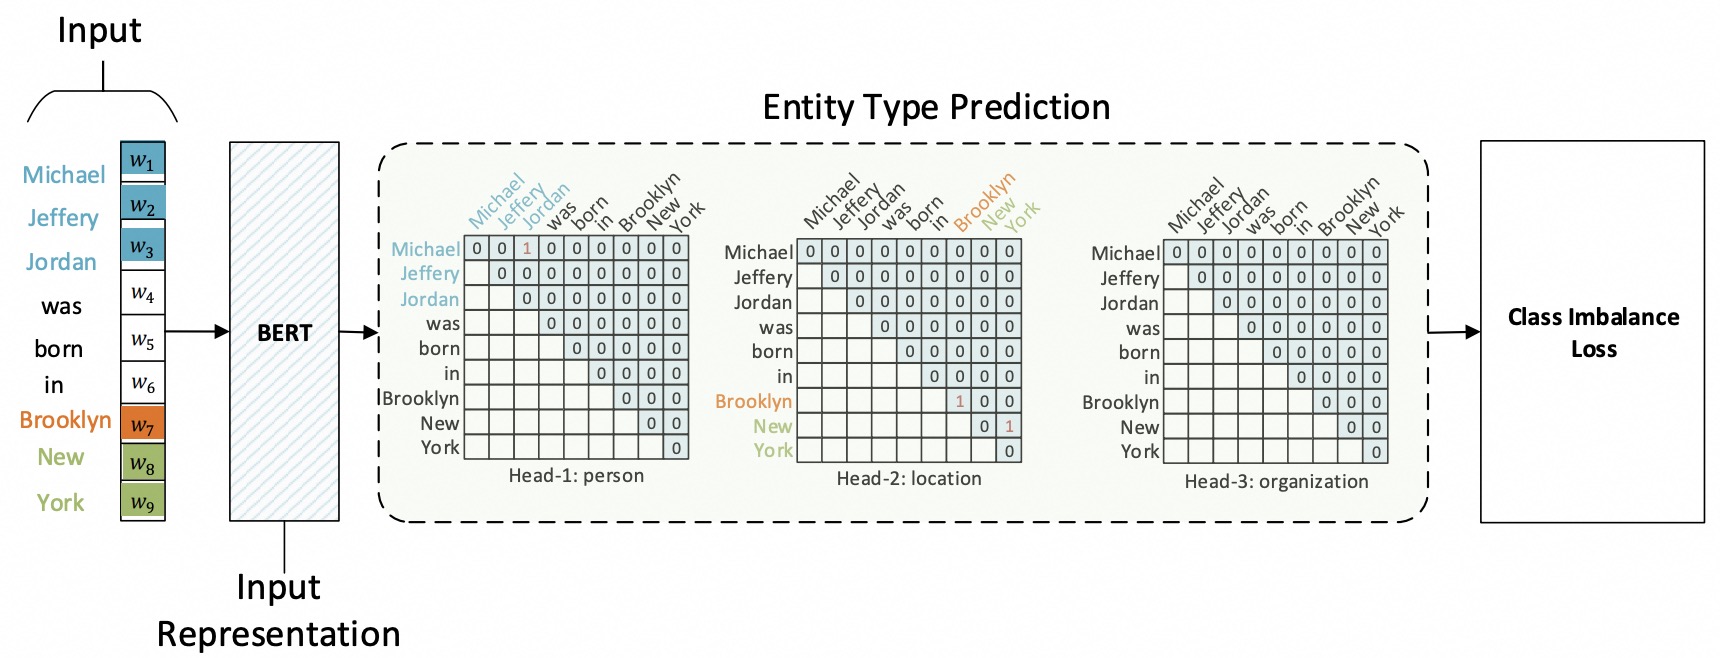 Input
Michael
Jeffery
Jordan
was
born
in
Brooklyn
New
York
w1
w2
w3
w4
w5
w6
w7
w8
w9
BERT
Input
Representation
Entity Type Prediction
Michael Jeffery Jordan was born in Brooklyn New York
Michael 0 0 1 0 0 0 0 0 0
Jeffery 0 0 0 0 0 0 0 0
Jordan 0 0 0 0 0 0 0
was 0 0 0 0 0 0
born 0 0 0 0 0
in 0 0 0 0
Brooklyn 0 0 0
New 0 0
York 0
Head-1: person
Michael Jeffery Jordan was born in Brooklyn New York
Michael 0 0 0 0 0 0 0 0 0
Jeffery 0 0 0 0 0 0 0 0
Jordan 0 0 0 0 0 0 0
was 0 0 0 0 0 0
born 0 0 0 0 0
in 0 0 0 0
Brooklyn 1 0 0
New 0 1
York 0
Head-2: location
Michael Jeffery Jordan was born in Brooklyn New York
Michael 0 0 0 0 0 0 0 0 0
Jeffery 0 0 0 0 0 0 0 0
Jordan 0 0 0 0 0 0 0
was 0 0 0 0 0 0
born 0 0 0 0 0
in 0 0 0 0
Brooklyn 0 0 0
New 0 0
York 0
Head-3: organization
Class Imbalance
Loss